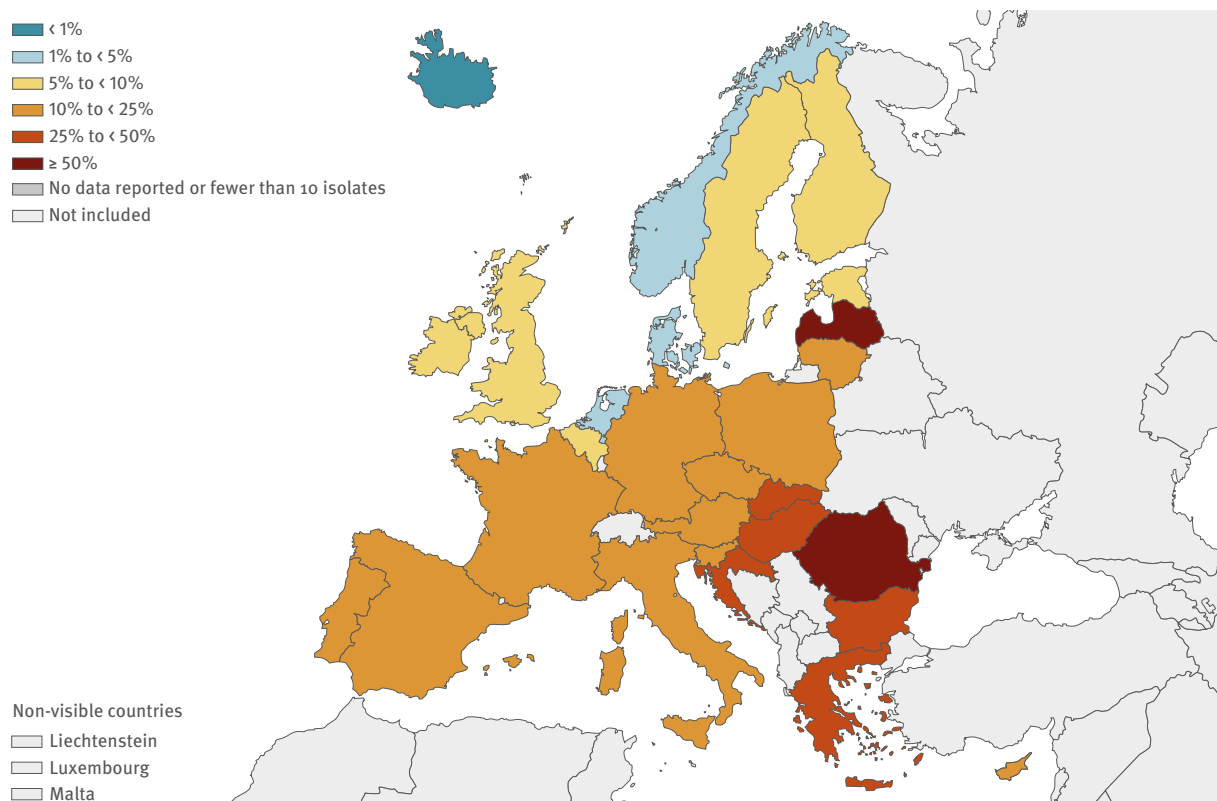 < 1%
1% to < 5%
5% to < 10%
10% to < 25%
25% to < 50%
≥ 50%
No data reported or fewer than 10 isolates
Not included
Non-visible countries
Liechtenstein
Luxembourg
Malta